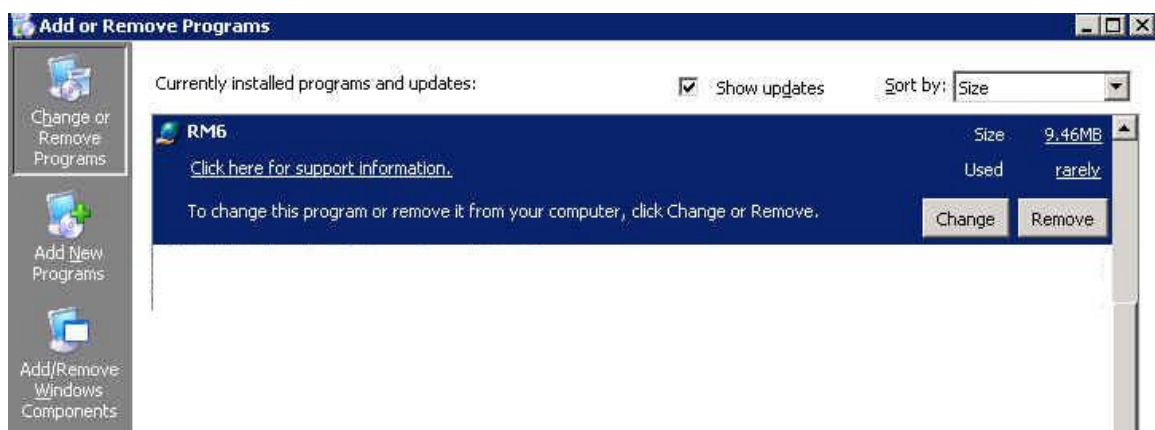 Add or Remove Programs
Change or
Remove
Programs
Currently installed programs and updates:
Show updates
Sort by: Size
RM6
Size 9.46MB
Click here for support information.
Used rarely
To change this program or remove it from your computer, click Change or Remove.
Change Remove
Add New
Programs
Add/Remove
Windows
Components